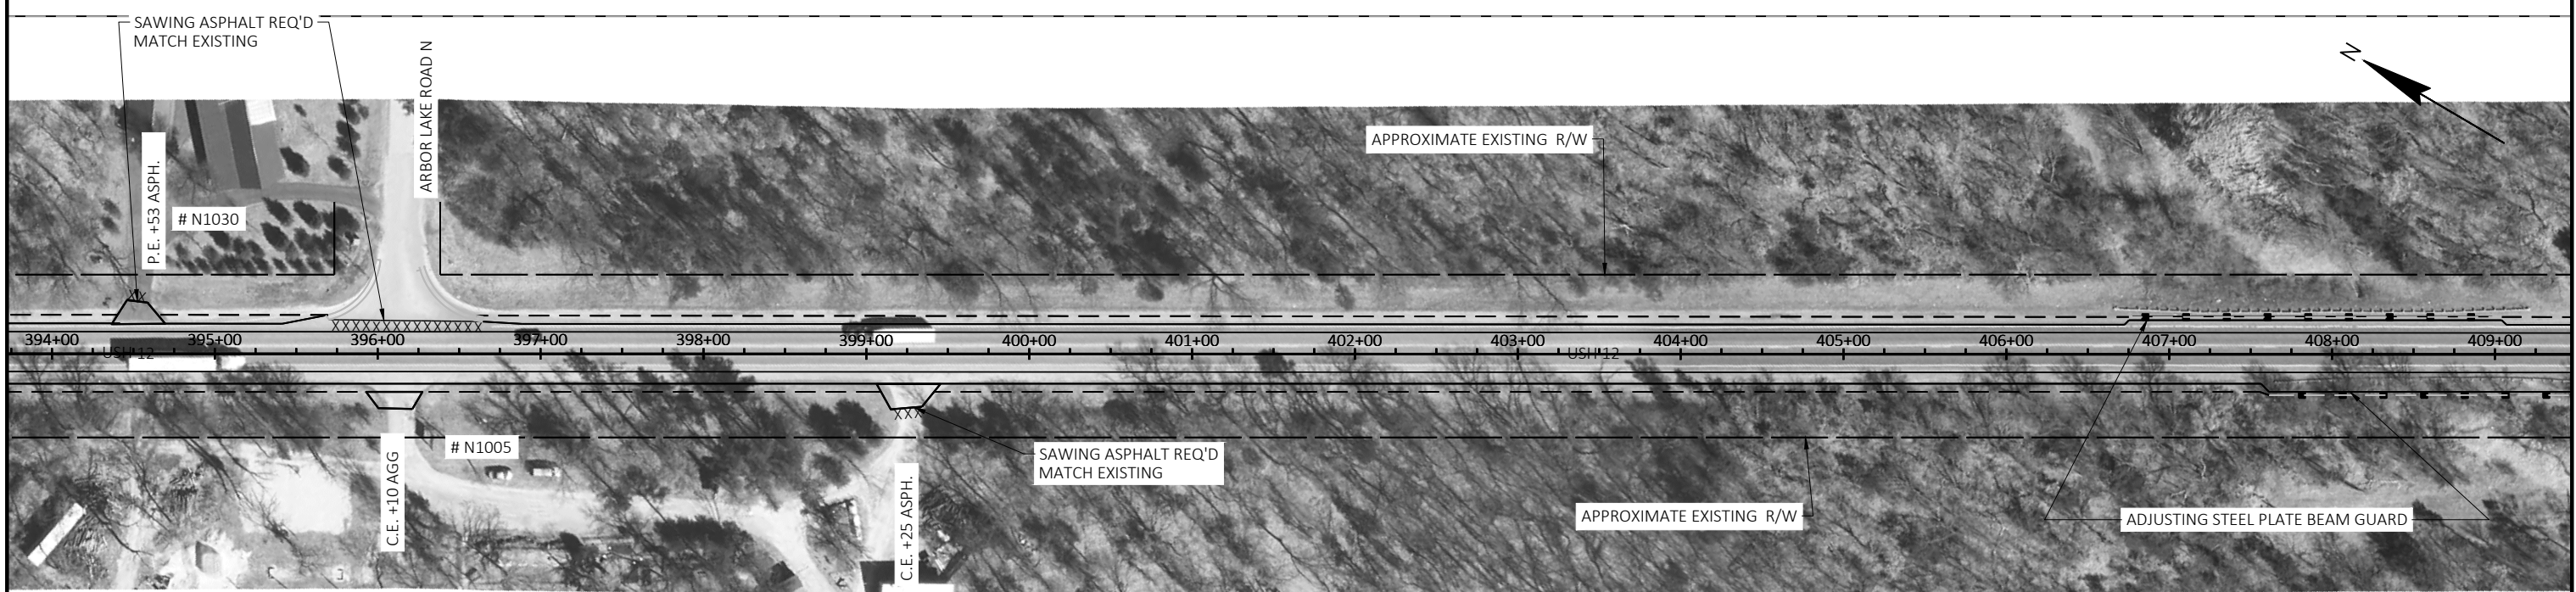 SAWING ASPHALT REQ'D
MATCH EXISTING
ARBOR LAKE ROAD N
N
P.E. +53 ASPH.
# N1030
APPROXIMATE EXISTING R/W
394+00 395+00 396+00 397+00 398+00 399+00 400+00 401+00 402+00 403+00 404+00 405+00 406+00 407+00 408+00 409+00
USH 12
USH 12
C.E. +10 AGG
# N1005
C.E. +25 ASPH.
SAWING ASPHALT REQ'D
MATCH EXISTING
APPROXIMATE EXISTING R/W
ADJUSTING STEEL PLATE BEAM GUARD